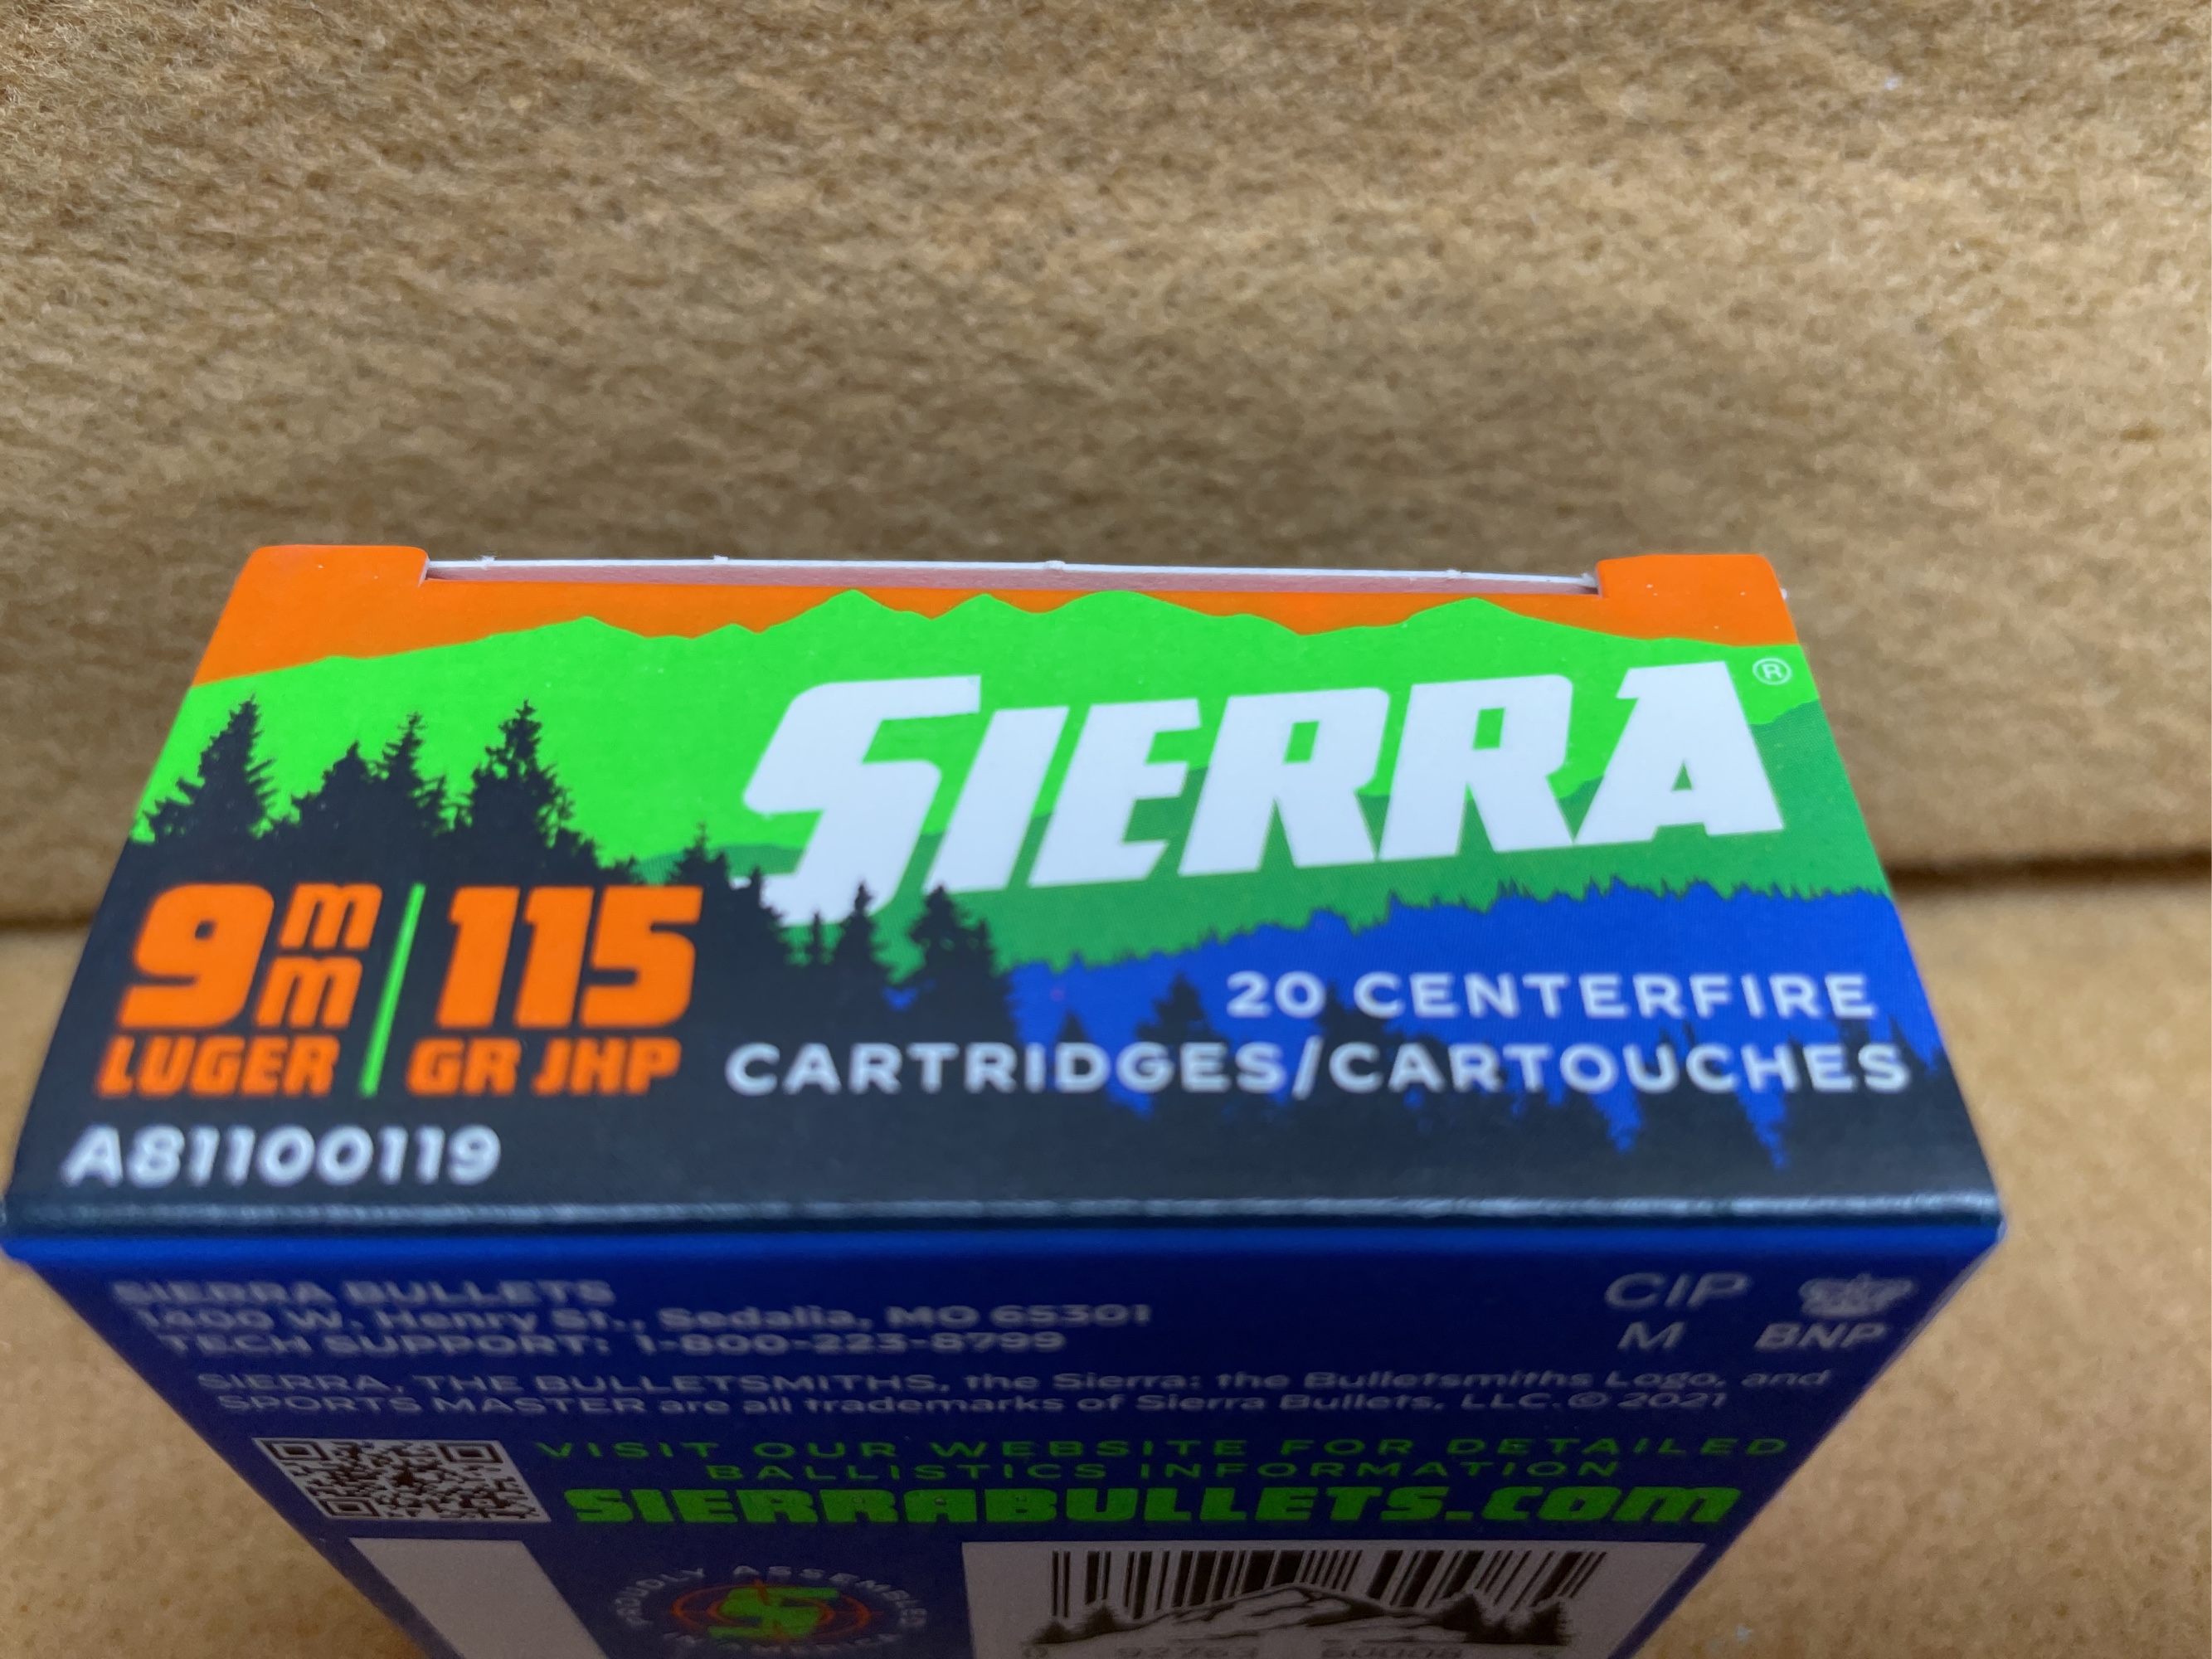 SIERRA®
9mm LUGER | 115 GR JHP
20 CENTERFIRE
CARTRIDGES/CARTOUCHES
A81100119
SIERRA BULLETS
1400 W. Henry St., Sedalia, MO 65301
TECH SUPPORT: 1-800-223-8799
CIP
M
BNP
SIERRA, THE BULLETSMITHS, the Sierra: the Bulletsmiths Logo, and
SPORTS MASTER are all trademarks of Sierra Bullets, LLC.© 2021
VISIT OUR WEBSITE FOR DETAILED
BALLISTICS INFORMATION
SIERRABULLETS.COM
PROUDLY ASSEMBLED
IN AMERICA